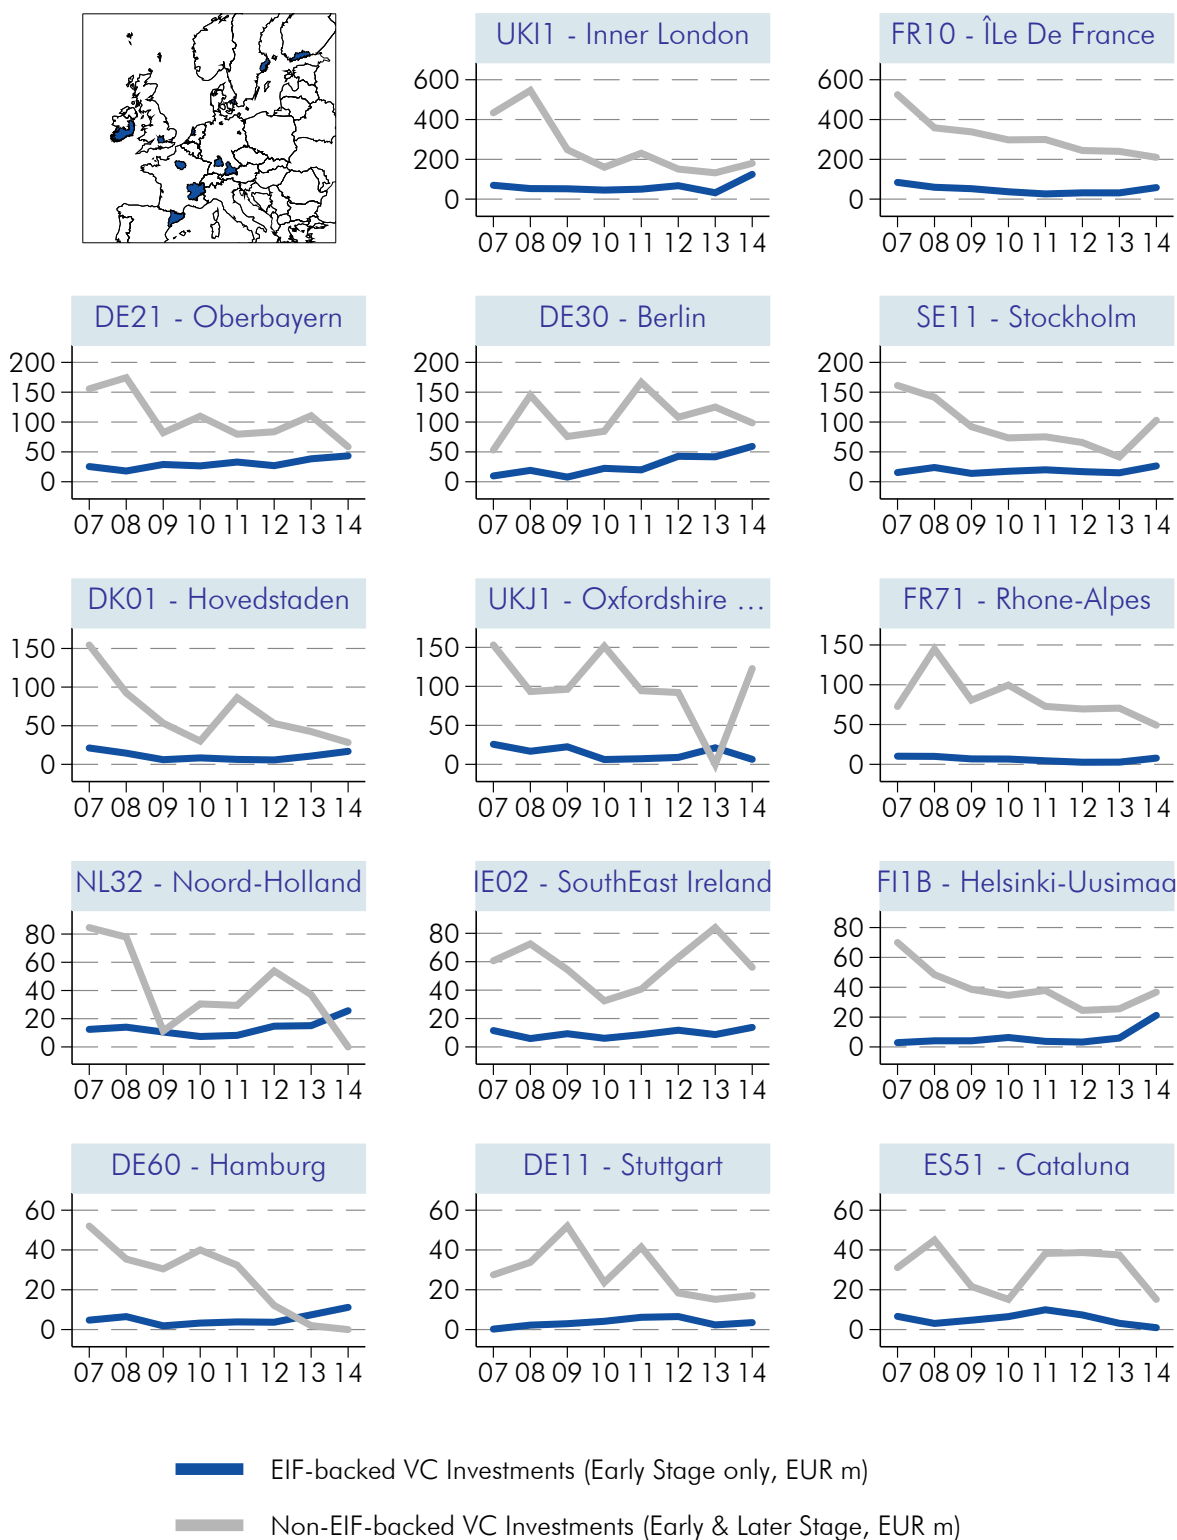 UKI1 - Inner London
FR10 - ÎLe De France
600
400
200
0
07 08 09 10 11 12 13 14
600
400
200
0
07 08 09 10 11 12 13 14
DE21 - Oberbayern
DE30 - Berlin
SE11 - Stockholm
200
150
100
50
0
07 08 09 10 11 12 13 14
200
150
100
50
0
07 08 09 10 11 12 13 14
200
150
100
50
0
07 08 09 10 11 12 13 14
DK01 - Hovedstaden
UKJ1 - Oxfordshire ...
FR71 - Rhone-Alpes
150
100
50
0
07 08 09 10 11 12 13 14
150
100
50
0
07 08 09 10 11 12 13 14
150
100
50
0
07 08 09 10 11 12 13 14
NL32 - Noord-Holland
IE02 - SouthEast Ireland
FI1B - Helsinki-Uusimaa
80
60
40
20
0
07 08 09 10 11 12 13 14
80
60
40
20
0
07 08 09 10 11 12 13 14
80
60
40
20
0
07 08 09 10 11 12 13 14
DE60 - Hamburg
DE11 - Stuttgart
ES51 - Cataluna
60
40
20
0
07 08 09 10 11 12 13 14
60
40
20
0
07 08 09 10 11 12 13 14
60
40
20
0
07 08 09 10 11 12 13 14
EIF-backed VC Investments (Early Stage only, EUR m)
Non-EIF-backed VC Investments (Early & Later Stage, EUR m)